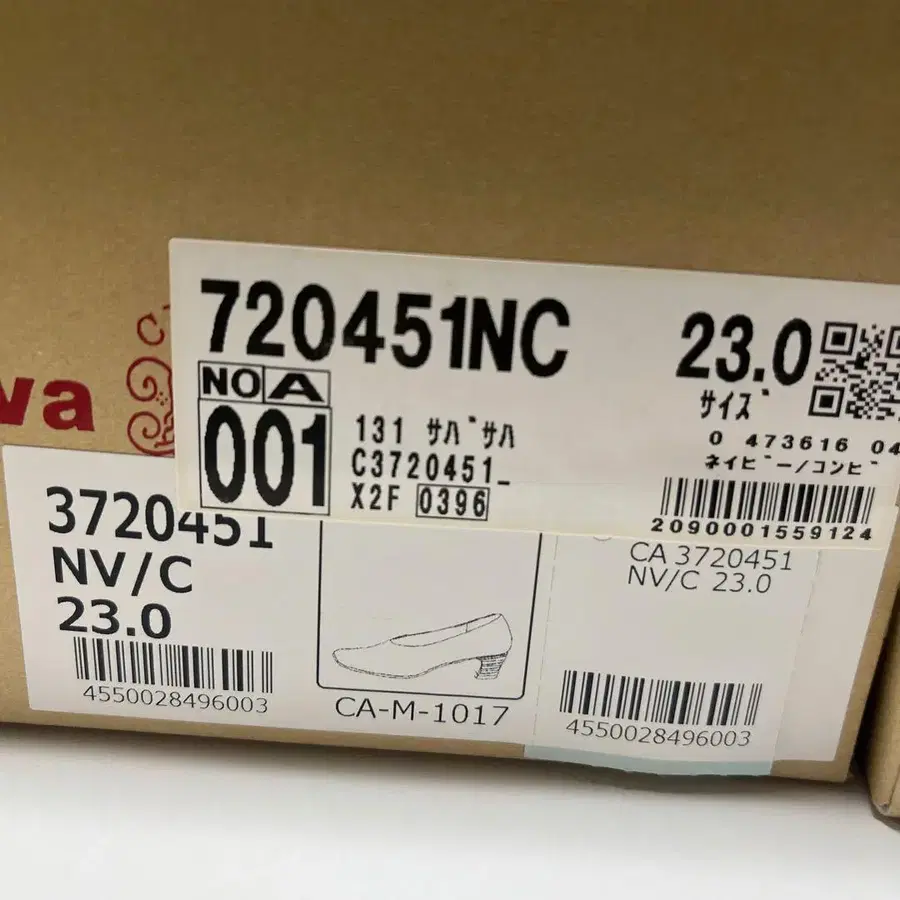 va
720451NC
23.0
サイズ
NO A
001
131 サバサハ
C3720451_
X2F 0396
0 473616 04
ネイビー/コンビ
2090001559124
3720451
NV/C
23.0
4550028496003
CA-M-1017
CA 3720451
NV/C 23.0
4550028496003